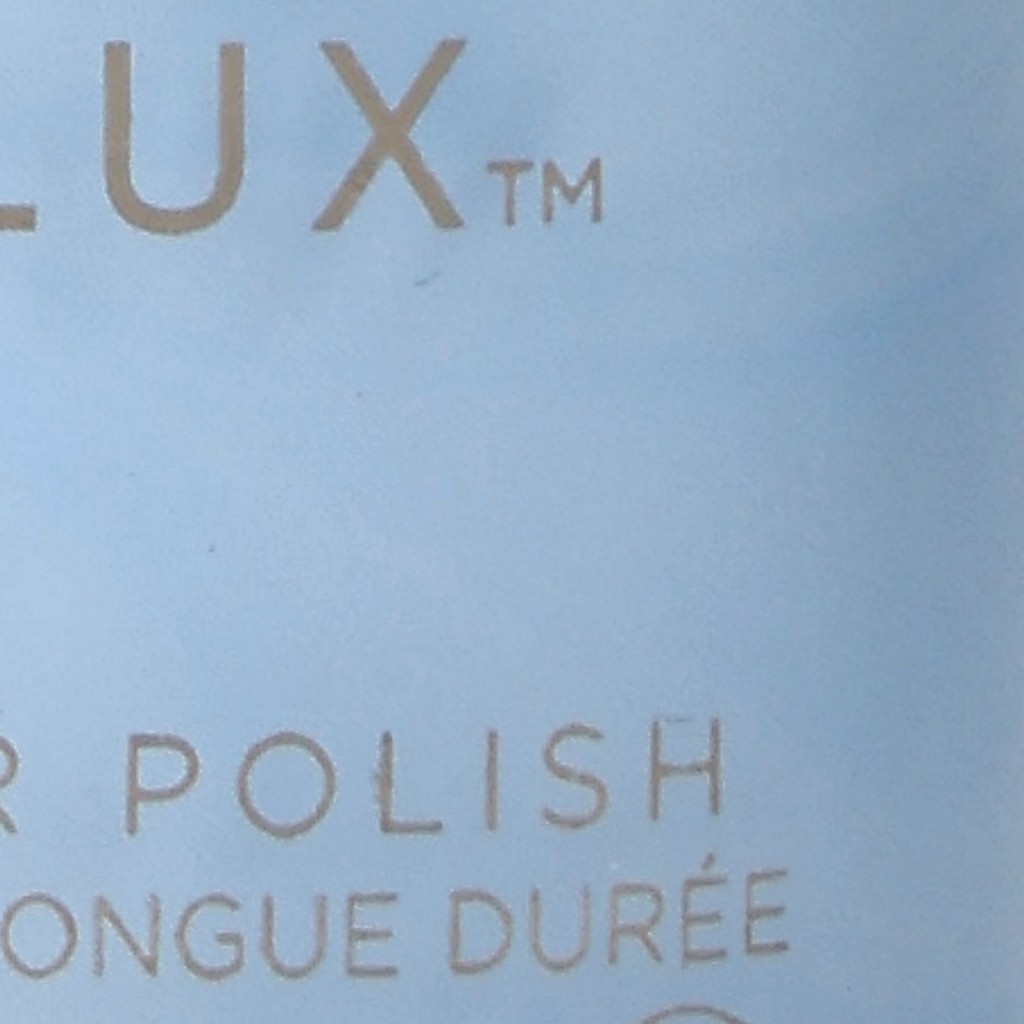 LUX™
R POLISH
ONGUE DURÉE